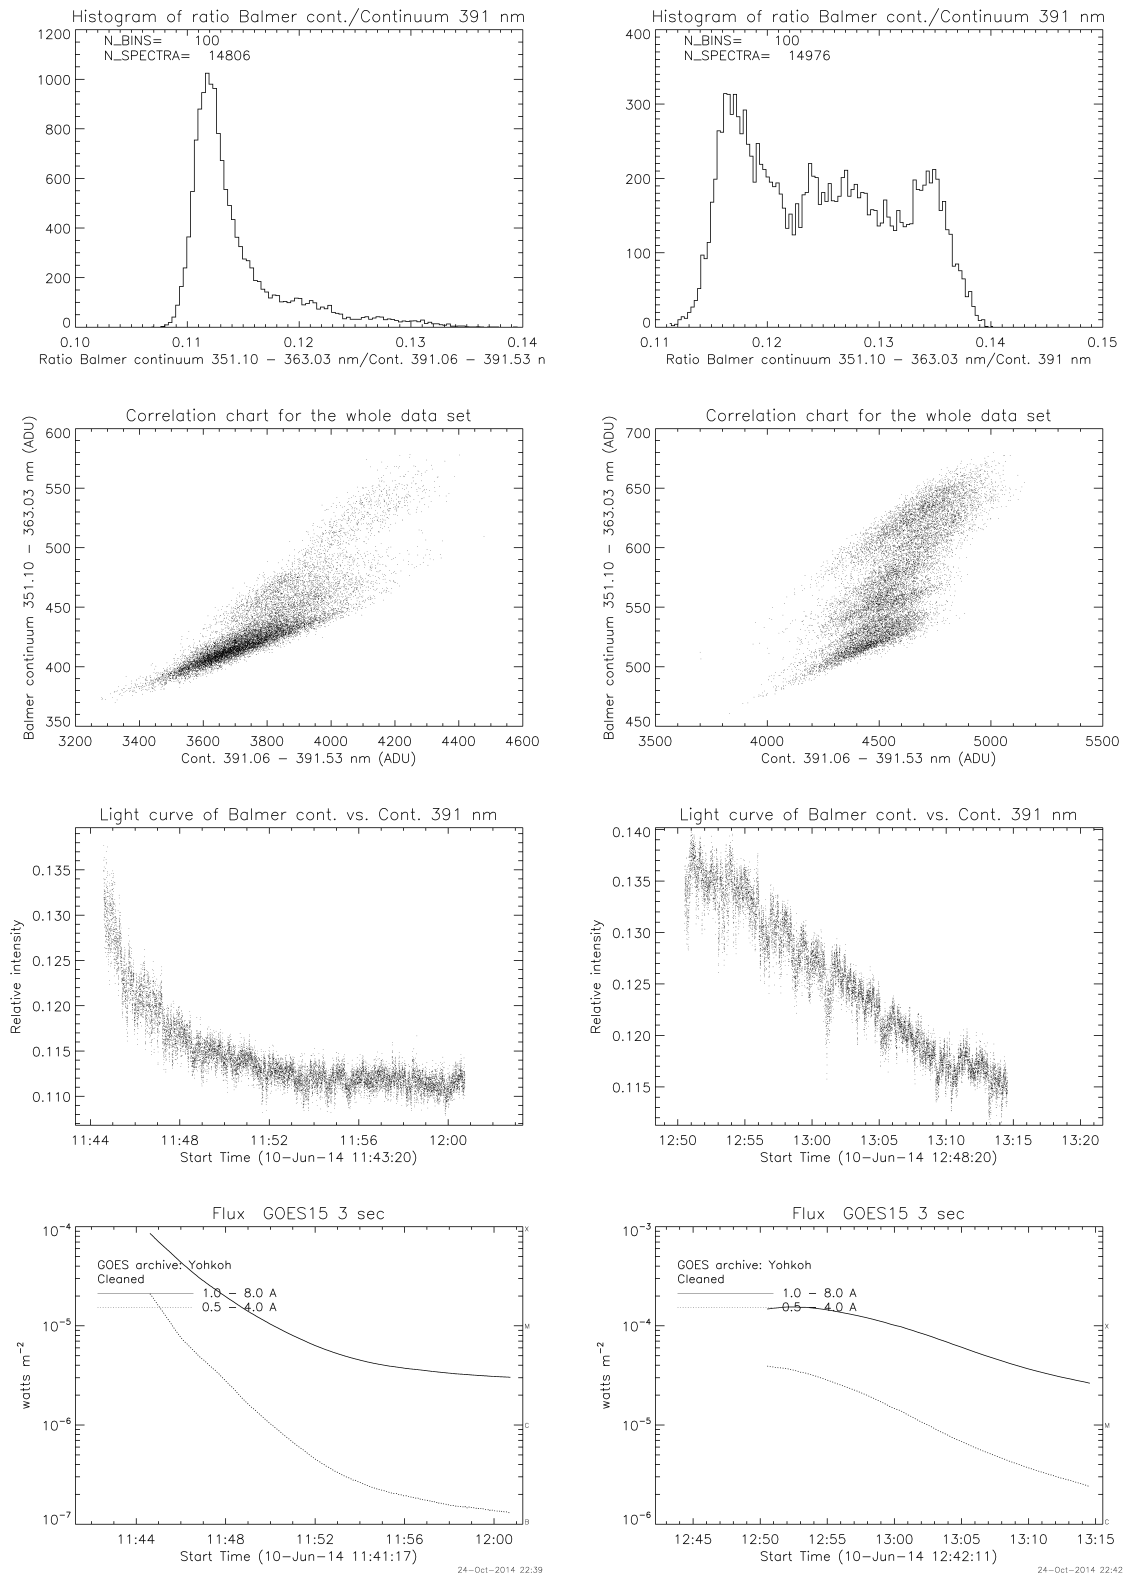 Histogram of ratio Balmer cont./Continuum 391 nm
N_BINS= 100
N_SPECTRA= 14806
1200
1000
800
600
400
200
0
0.10 0.11 0.12 0.13 0.14
Ratio Balmer continuum 351.10 – 363.03 nm/Cont. 391.06 – 391.53 n
Histogram of ratio Balmer cont./Continuum 391 nm
N_BINS= 100
N_SPECTRA= 14976
400
300
200
100
0
0.11 0.12 0.13 0.14 0.15
Ratio Balmer continuum 351.10 – 363.03 nm/Cont. 391 nm
Correlation chart for the whole data set
Balmer continuum 351.10 – 363.03 nm (ADU)
600
550
500
450
400
350
3200 3400 3600 3800 4000 4200 4400 4600
Cont. 391.06 – 391.53 nm (ADU)
Correlation chart for the whole data set
Balmer continuum 351.10 – 363.03 nm (ADU)
700
650
600
550
500
450
3500 4000 4500 5000 5500
Cont. 391.06 – 391.53 nm (ADU)
Light curve of Balmer cont. vs. Cont. 391 nm
Relative intensity
0.135
0.130
0.125
0.120
0.115
0.110
11:44 11:48 11:52 11:56 12:00
Start Time (10–Jun–14 11:43:20)
Light curve of Balmer cont. vs. Cont. 391 nm
Relative intensity
0.140
0.135
0.130
0.125
0.120
0.115
12:50 12:55 13:00 13:05 13:10 13:15 13:20
Start Time (10–Jun–14 12:48:20)
Flux GOES15 3 sec
GOES archive: Yohkoh
Cleaned
1.0 – 8.0 A
0.5 – 4.0 A
watts m⁻²
10⁻⁴
10⁻⁵
10⁻⁶
10⁻⁷
X
M
C
B
11:44 11:48 11:52 11:56 12:00
Start Time (10–Jun–14 11:41:17)
24–Oct–2014 22:39
Flux GOES15 3 sec
GOES archive: Yohkoh
Cleaned
1.0 – 8.0 A
0.5 – 4.0 A
watts m⁻²
10⁻³
10⁻⁴
10⁻⁵
10⁻⁶
X
M
C
12:45 12:50 12:55 13:00 13:05 13:10 13:15
Start Time (10–Jun–14 12:42:11)
24–Oct–2014 22:42